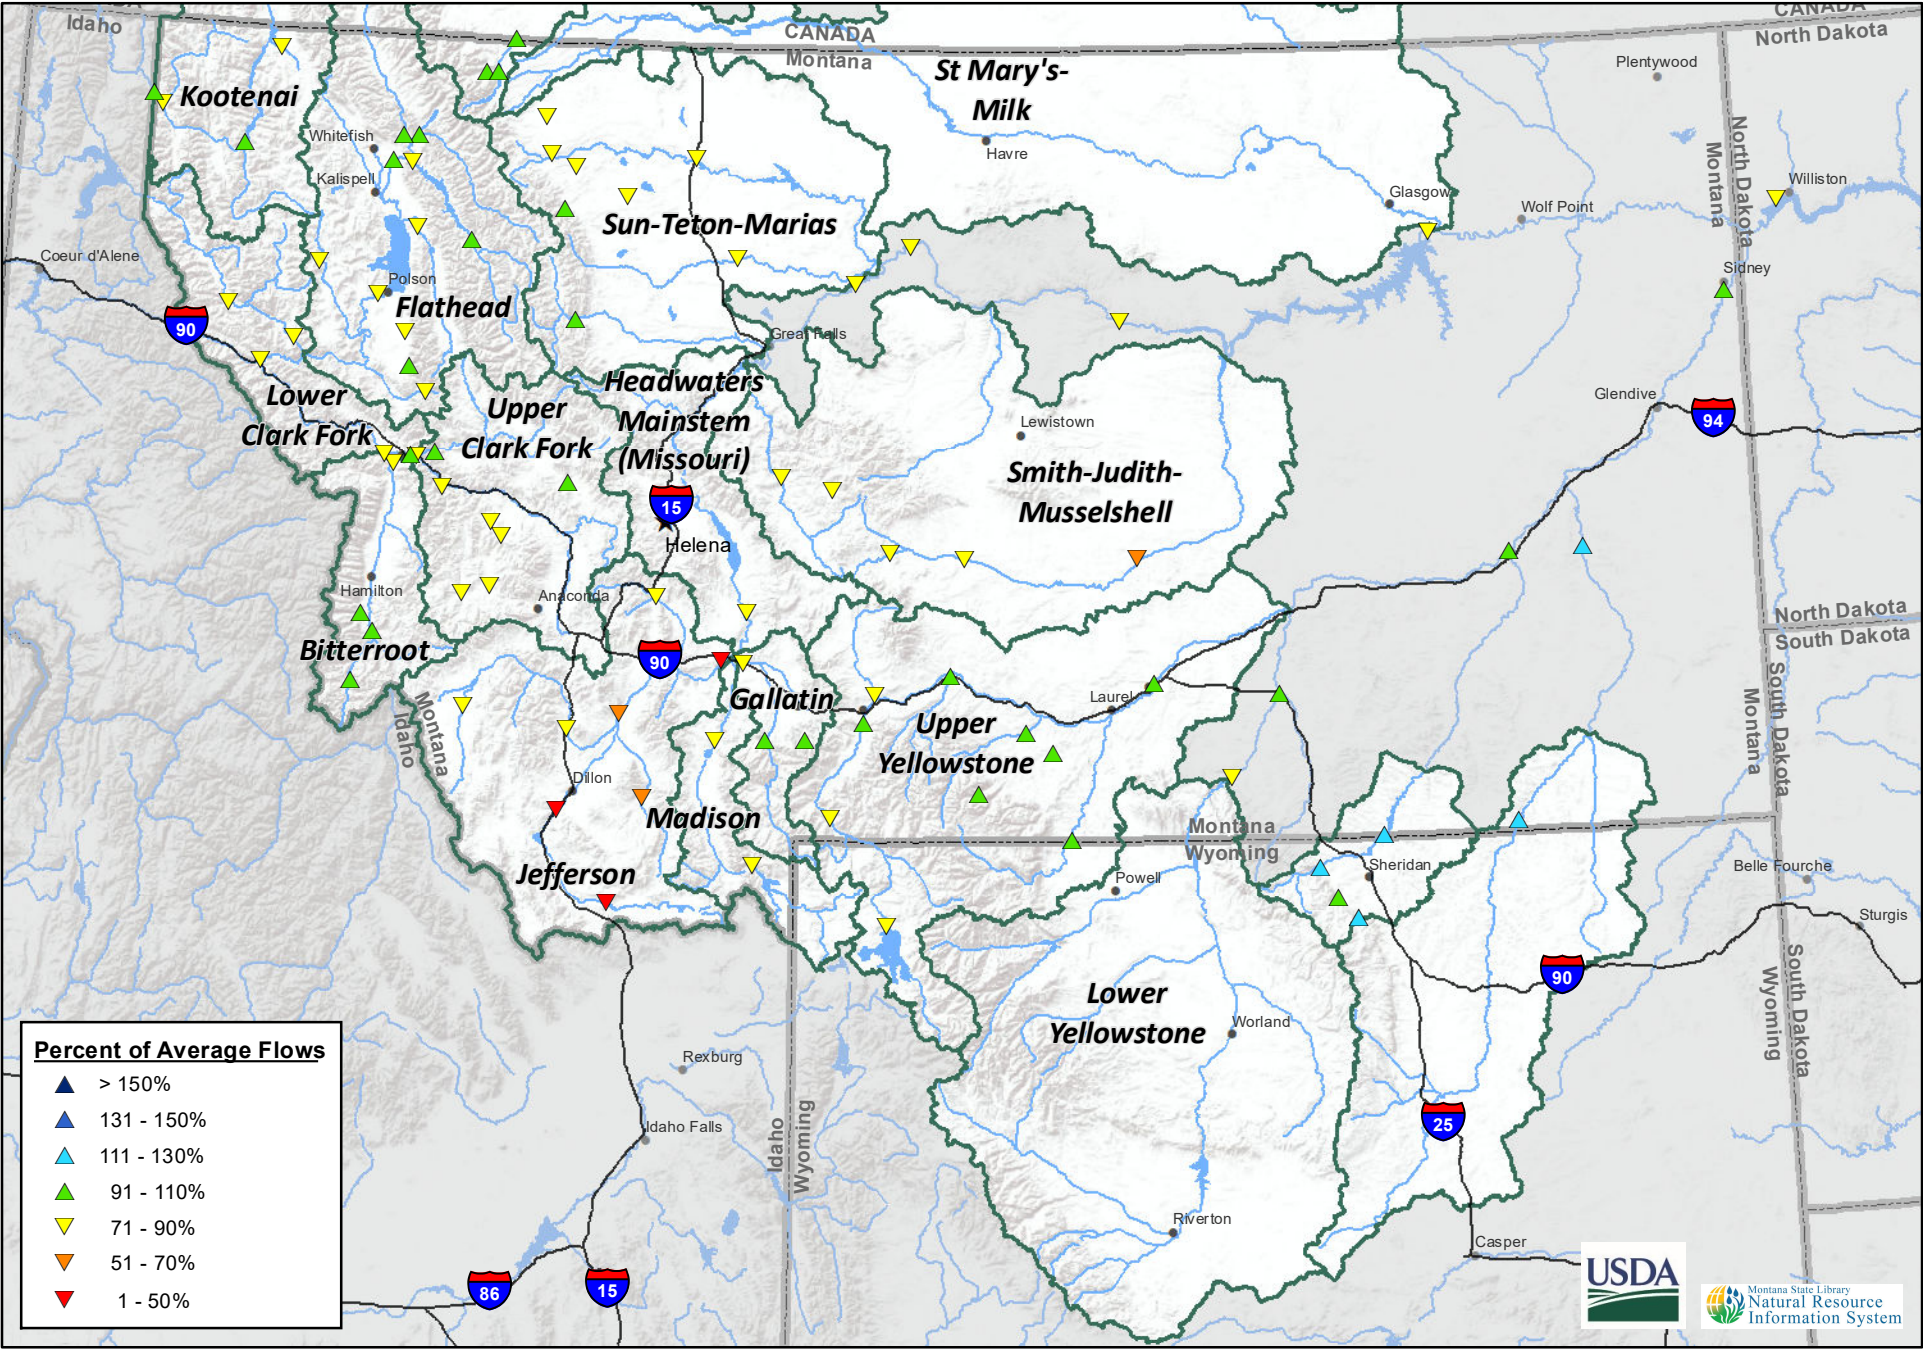 Idaho
CANADA
Montana
CANADA
North Dakota
Plentywood
St Mary's-
Milk
Kootenai
Whitefish
Kalispell
Havre
Glasgow
Wolf Point
Williston
Montana
North Dakota
Sun-Teton-Marias
Coeur d'Alene
Polson
Flathead
Sidney
90
Great Falls
Headwaters
Mainstem
(Missouri)
Lower
Clark Fork
Upper
Clark Fork
Lewistown
Glendive
94
Smith-Judith-
Musselshell
15
Helena
Hamilton
Anaconda
North Dakota
South Dakota
Bitterroot
90
Gallatin
Laurel
Montana
Idaho
Upper
Yellowstone
Montana
South Dakota
Dillon
Madison
Montana
Wyoming
Jefferson
Powell
Sheridan
Belle Fourche
Sturgis
Lower
Yellowstone
90
Worland
Wyoming
South Dakota
Rexburg
Idaho Falls
Idaho
Wyoming
25
Riverton
Casper
86
15
Percent of Average Flows
> 150%
131 - 150%
111 - 130%
91 - 110%
71 - 90%
51 - 70%
1 - 50%
USDA
Montana State Library
Natural Resource
Information System